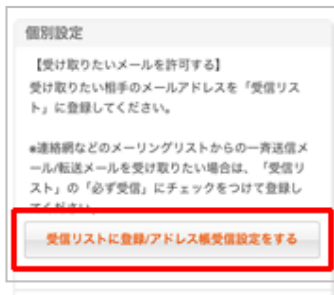 個別設定
【受け取りたいメールを許可する】
受け取りたい相手のメールアドレスを「受信リス
ト」に登録してください。
※連絡網などのメーリングリストからの一斉送信メ
ール/転送メールを受け取りたい場合は、「受信リ
スト」の「必ず受信」にチェックをつけて登録し
てください。
受信リストに登録/アドレス帳受信設定をする